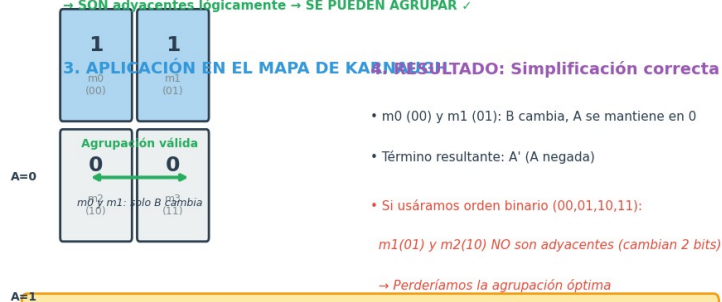 → SON adyacentes lógicamente → SE PUEDEN AGRUPAR ✓
3. APLICACIÓN EN EL MAPA DE KARNAUGH
1 1
m0 m1
(00) (01)
Agrupación válida
0 0
A=0
m2 m3
(10) (11)
m0 y m1: solo B cambia
A=1
4. RESULTADO: Simplificación correcta
• m0 (00) y m1 (01): B cambia, A se mantiene en 0
• Término resultante: A' (A negada)
• Si usáramos orden binario (00,01,10,11):
m1(01) y m2(10) NO son adyacentes (cambian 2 bits)
→ Perderíamos la agrupación óptima